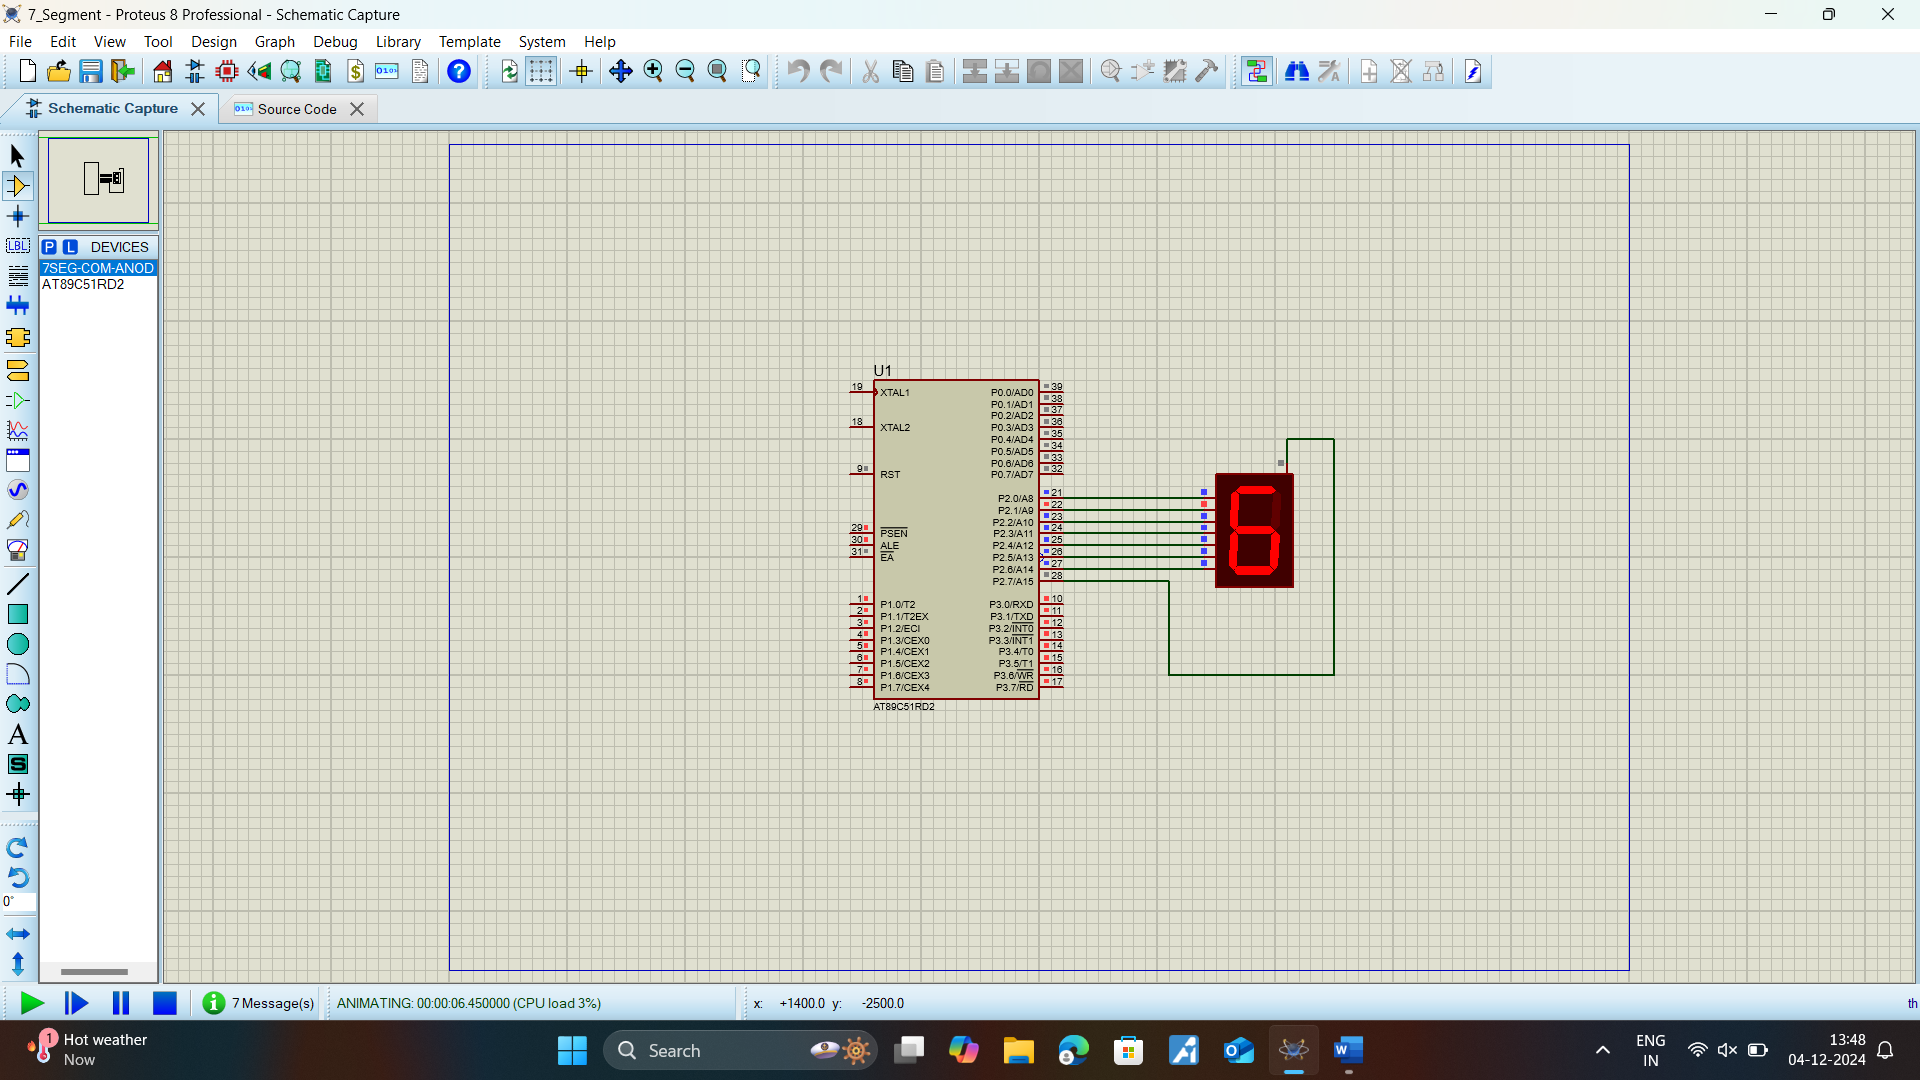 7_Segment - Proteus 8 Professional - Schematic Capture
File Edit View Tool Design Graph Debug Library Template System Help
Schematic Capture
Source Code
LBL
P L DEVICES
7SEG-COM-ANOD
AT89C51RD2
A
S
0°
U1
19 XTAL1
18 XTAL2
9 RST
29 PSEN
30 ALE
31 EA
1 P1.0/T2
2 P1.1/T2EX
3 P1.2/ECI
4 P1.3/CEX0
5 P1.4/CEX1
6 P1.5/CEX2
7 P1.6/CEX3
8 P1.7/CEX4
P0.0/AD0 39
P0.1/AD1 38
P0.2/AD2 37
P0.3/AD3 36
P0.4/AD4 35
P0.5/AD5 34
P0.6/AD6 33
P0.7/AD7 32
P2.0/A8 21
P2.1/A9 22
P2.2/A10 23
P2.3/A11 24
P2.4/A12 25
P2.5/A13 26
P2.6/A14 27
P2.7/A15 28
P3.0/RXD 10
P3.1/TXD 11
P3.2/INT0 12
P3.3/INT1 13
P3.4/T0 14
P3.5/T1 15
P3.6/WR 16
P3.7/RD 17
AT89C51RD2
6
7 Message(s)
ANIMATING: 00:00:06.450000 (CPU load 3%)
x: +1400.0 y: -2500.0
th
1
Hot weather
Now
Search
ENG
IN
13:48
04-12-2024